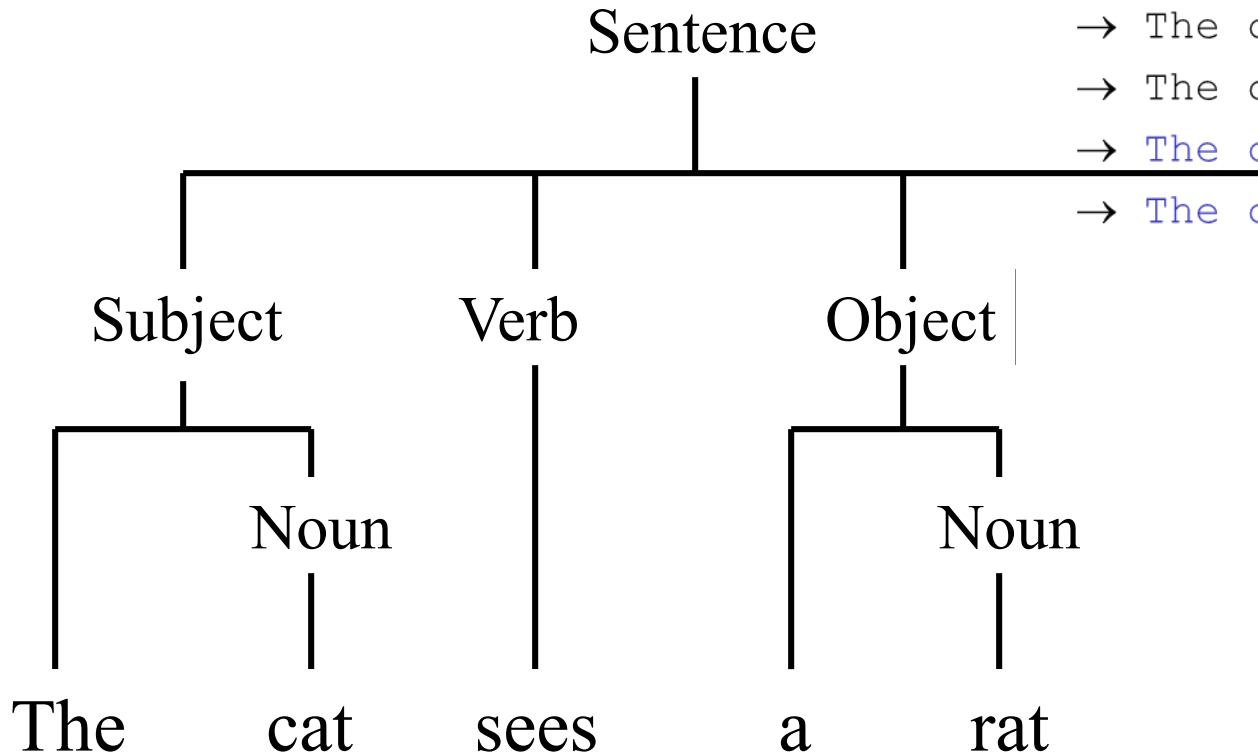 Sentence
→ The
→ The
→ The
→ The
Subject Verb Object
Noun Noun
The cat sees a rat